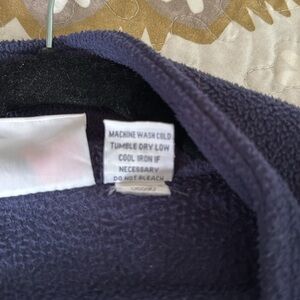 MACHINE WASH COLD
TUMBLE DRY LOW
COOL IRON IF
NECESSARY
DO NOT BLEACH